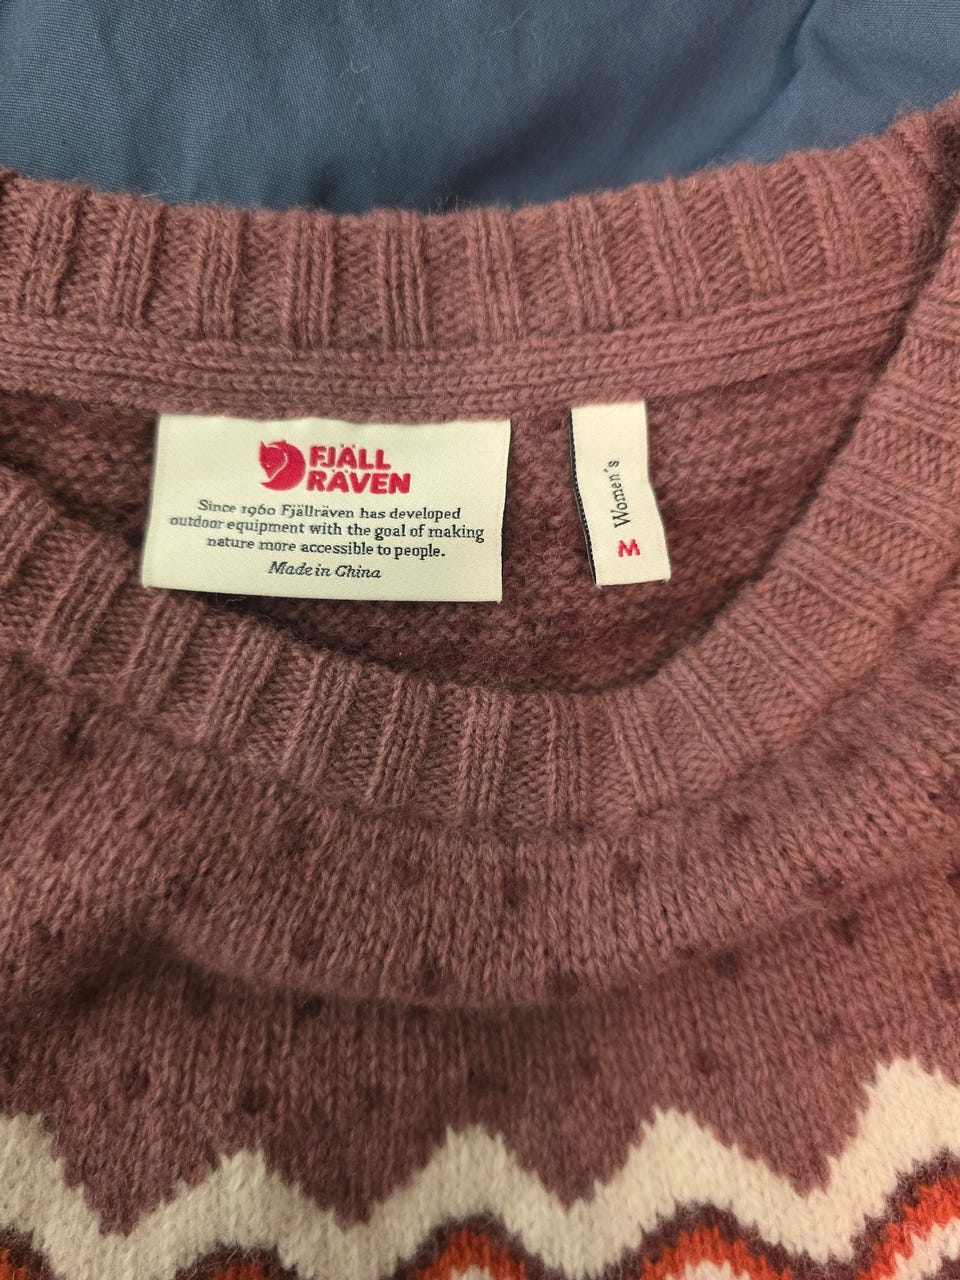 FJÄLL
RÄVEN
Since 1960 Fjällräven has developed
outdoor equipment with the goal of making
nature more accessible to people.
Made in China
Women's
M